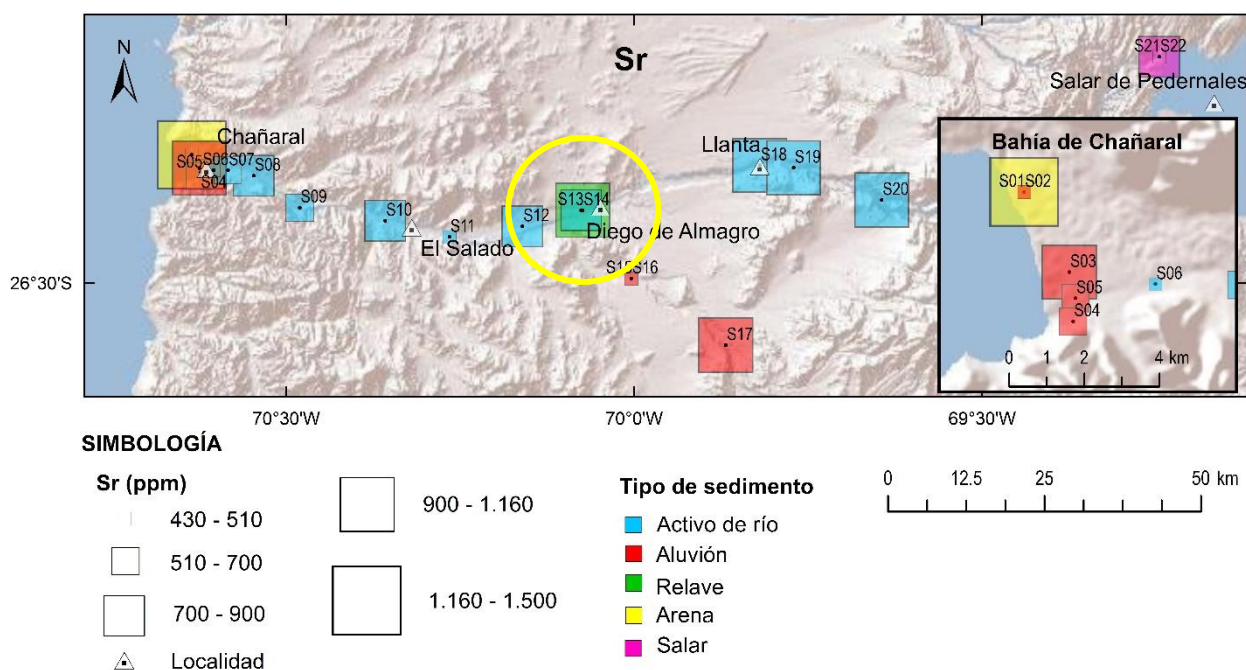 N
Sr
S21S22
Salar de Pedernales
Chañaral
S05S06S07
S08
S04
S09
S10
S11
El Salado
S12
S13S14
Diego de Almagro
S15S16
S17
Llanta
S18
S19
S20
26°30'S
70°30'W
70°0'W
69°30'W
Bahía de Chañaral
S01S02
S03
S05
S04
S06
0 1 2 4 km
SIMBOLOGÍA
Sr (ppm)
430 - 510
510 - 700
700 - 900
Localidad
900 - 1.160
1.160 - 1.500
Tipo de sedimento
Activo de río
Aluvión
Relave
Arena
Salar
0 12.5 25 50 km